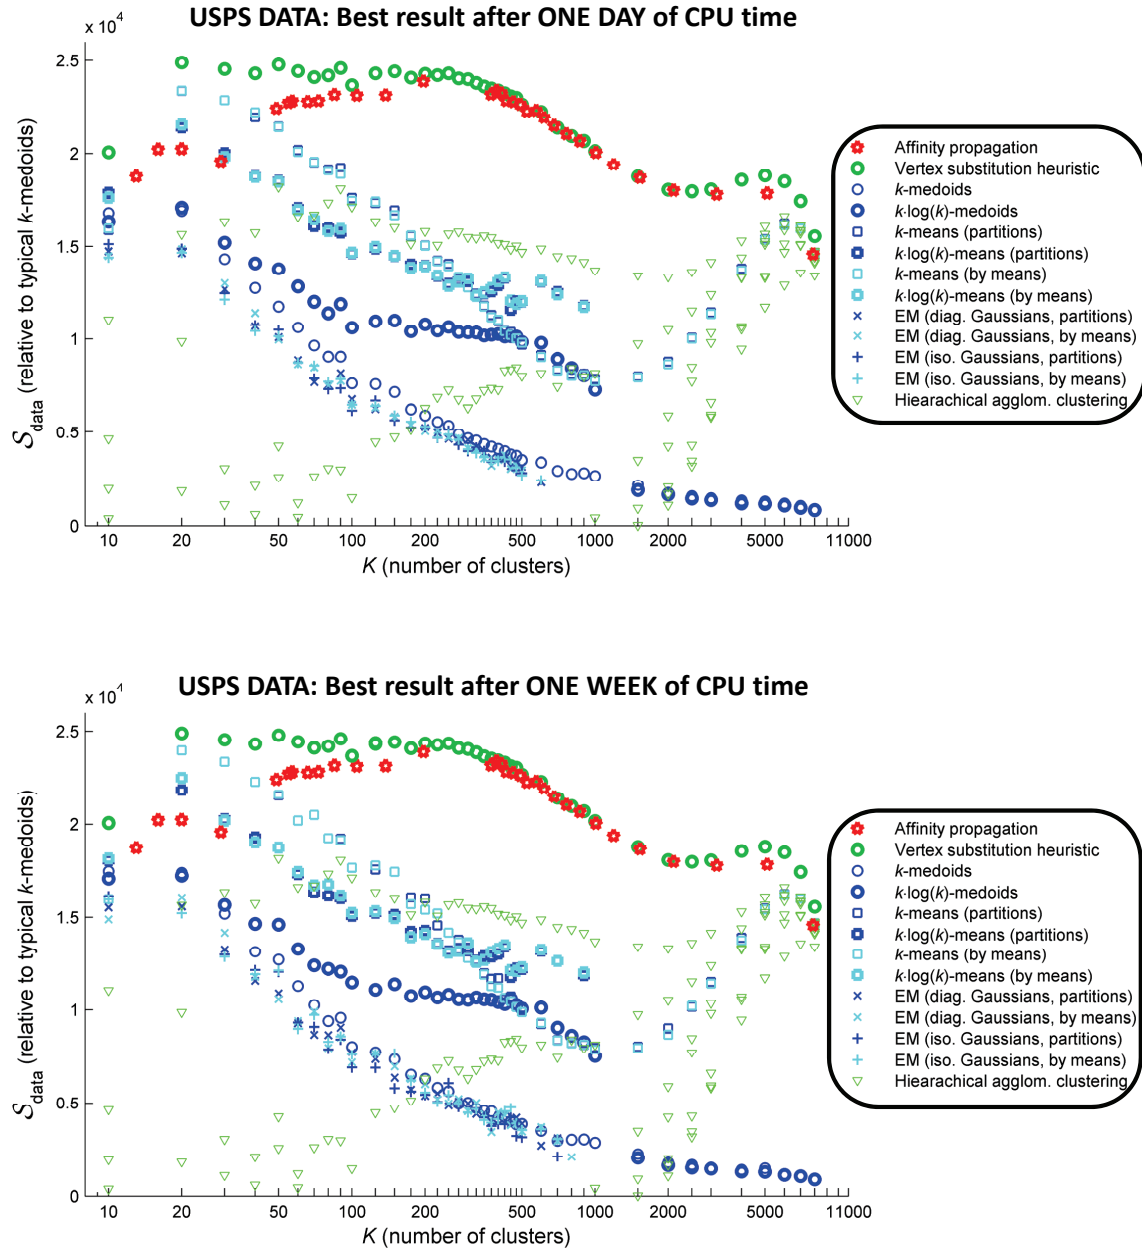 USPS DATA: Best result after ONE DAY of CPU time
x 10^4
2.5
2
1.5
1
0.5
0
S_data (relative to typical k-medoids)
10 20 50 100 200 500 1000 2000 5000 11000
K (number of clusters)
Affinity propagation
Vertex substitution heuristic
k-medoids
k·log(k)-medoids
k-means (partitions)
k·log(k)-means (partitions)
k-means (by means)
k·log(k)-means (by means)
EM (diag. Gaussians, partitions)
EM (diag. Gaussians, by means)
EM (iso. Gaussians, partitions)
EM (iso. Gaussians, by means)
Hiearachical agglom. clustering
USPS DATA: Best result after ONE WEEK of CPU time
x 10
2.5
2
1.5
1
0.5
0
S_data (relative to typical k-medoids)
10 20 50 100 200 500 1000 2000 5000 11000
K (number of clusters)
Affinity propagation
Vertex substitution heuristic
k-medoids
k·log(k)-medoids
k-means (partitions)
k·log(k)-means (partitions)
k-means (by means)
k·log(k)-means (by means)
EM (diag. Gaussians, partitions)
EM (diag. Gaussians, by means)
EM (iso. Gaussians, partitions)
EM (iso. Gaussians, by means)
Hiearachical agglom. clustering